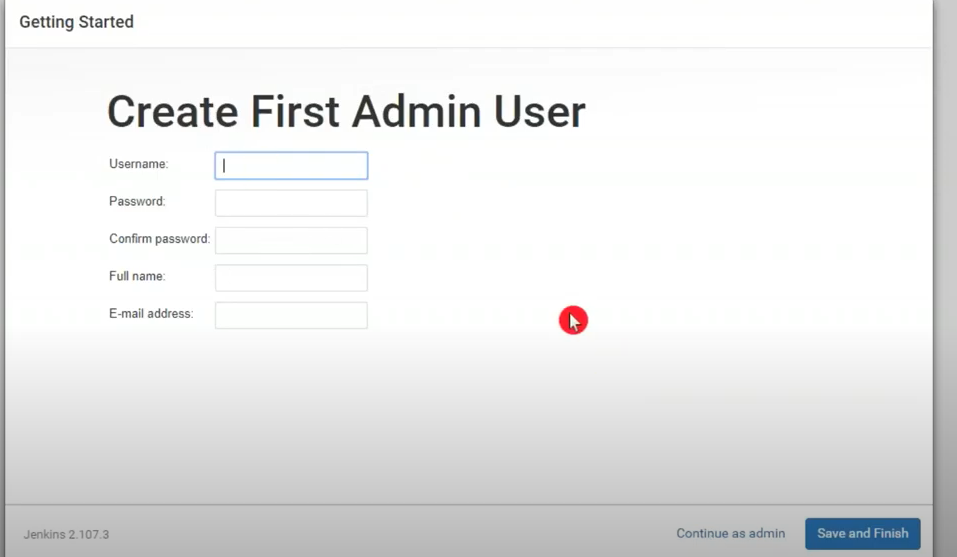 Getting Started
Create First Admin User
Username:
Password:
Confirm password:
Full name:
E-mail address:
Jenkins 2.107.3
Continue as admin
Save and Finish